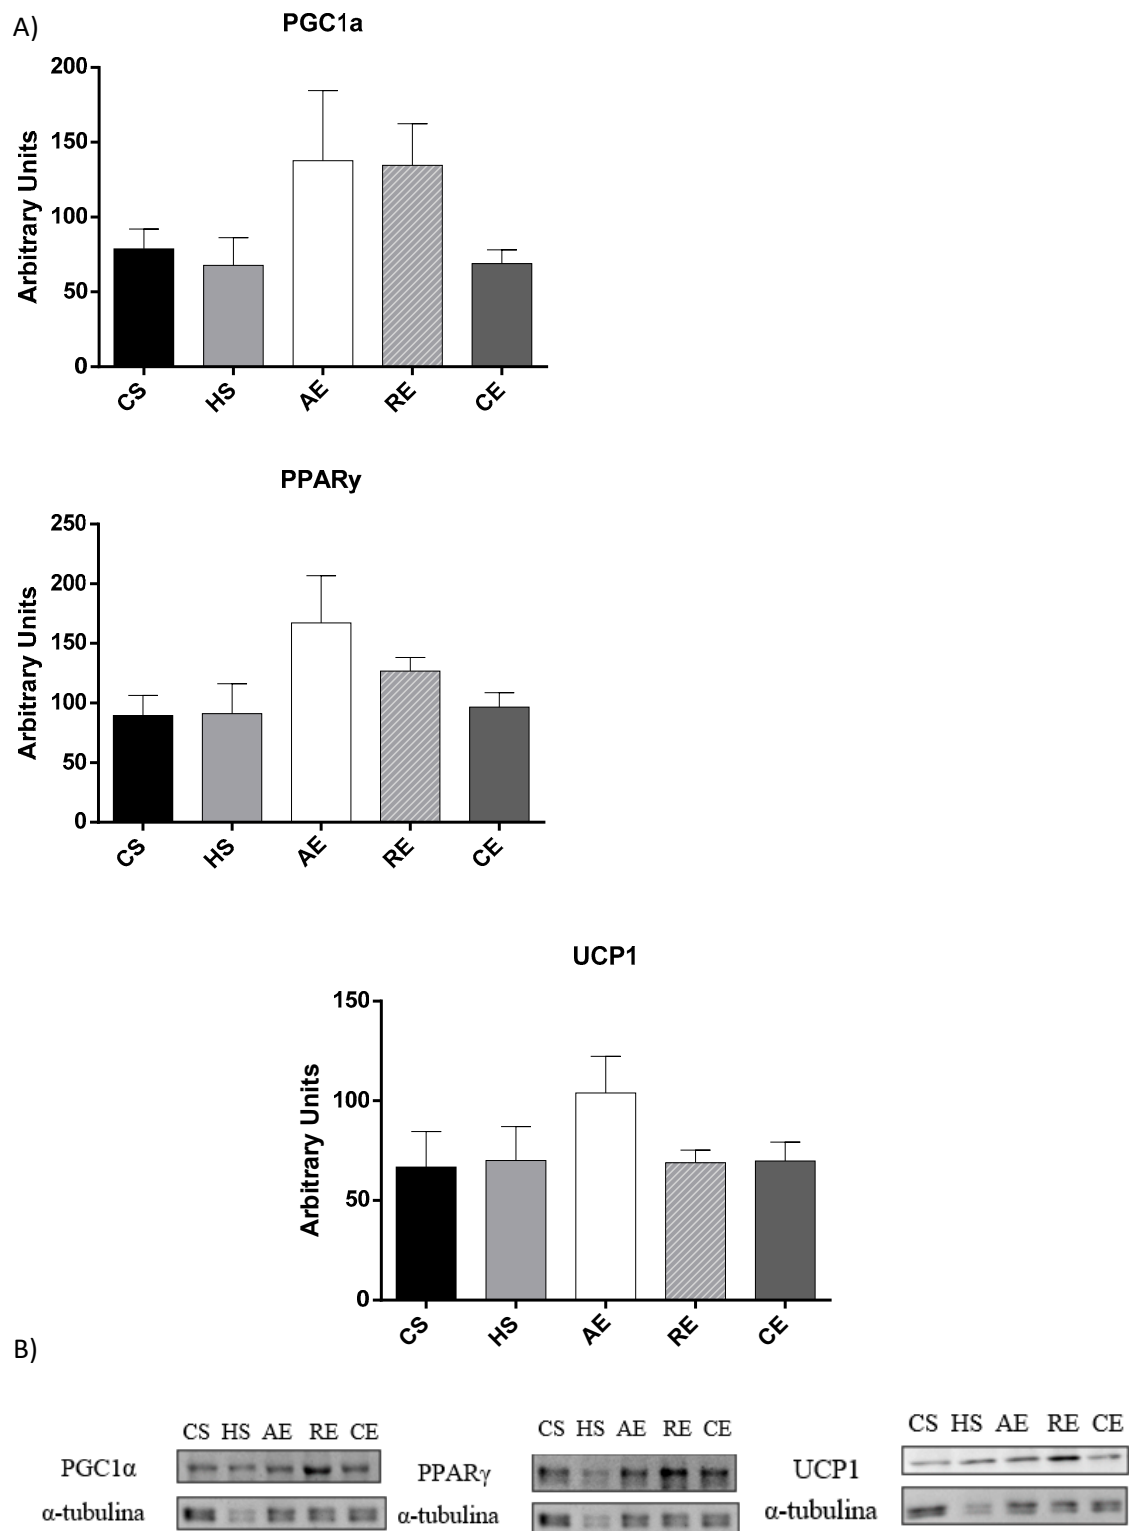 A)
PGC1a
200
150
100
50
0
Arbitrary Units
CS HS AE RE CE
PPARy
250
200
150
100
50
0
Arbitrary Units
CS HS AE RE CE
UCP1
150
100
50
0
Arbitrary Units
CS HS AE RE CE
B)
CS HS AE RE CE
PGC1α
α-tubulina
CS HS AE RE CE
PPARγ
α-tubulina
CS HS AE RE CE
UCP1
α-tubulina